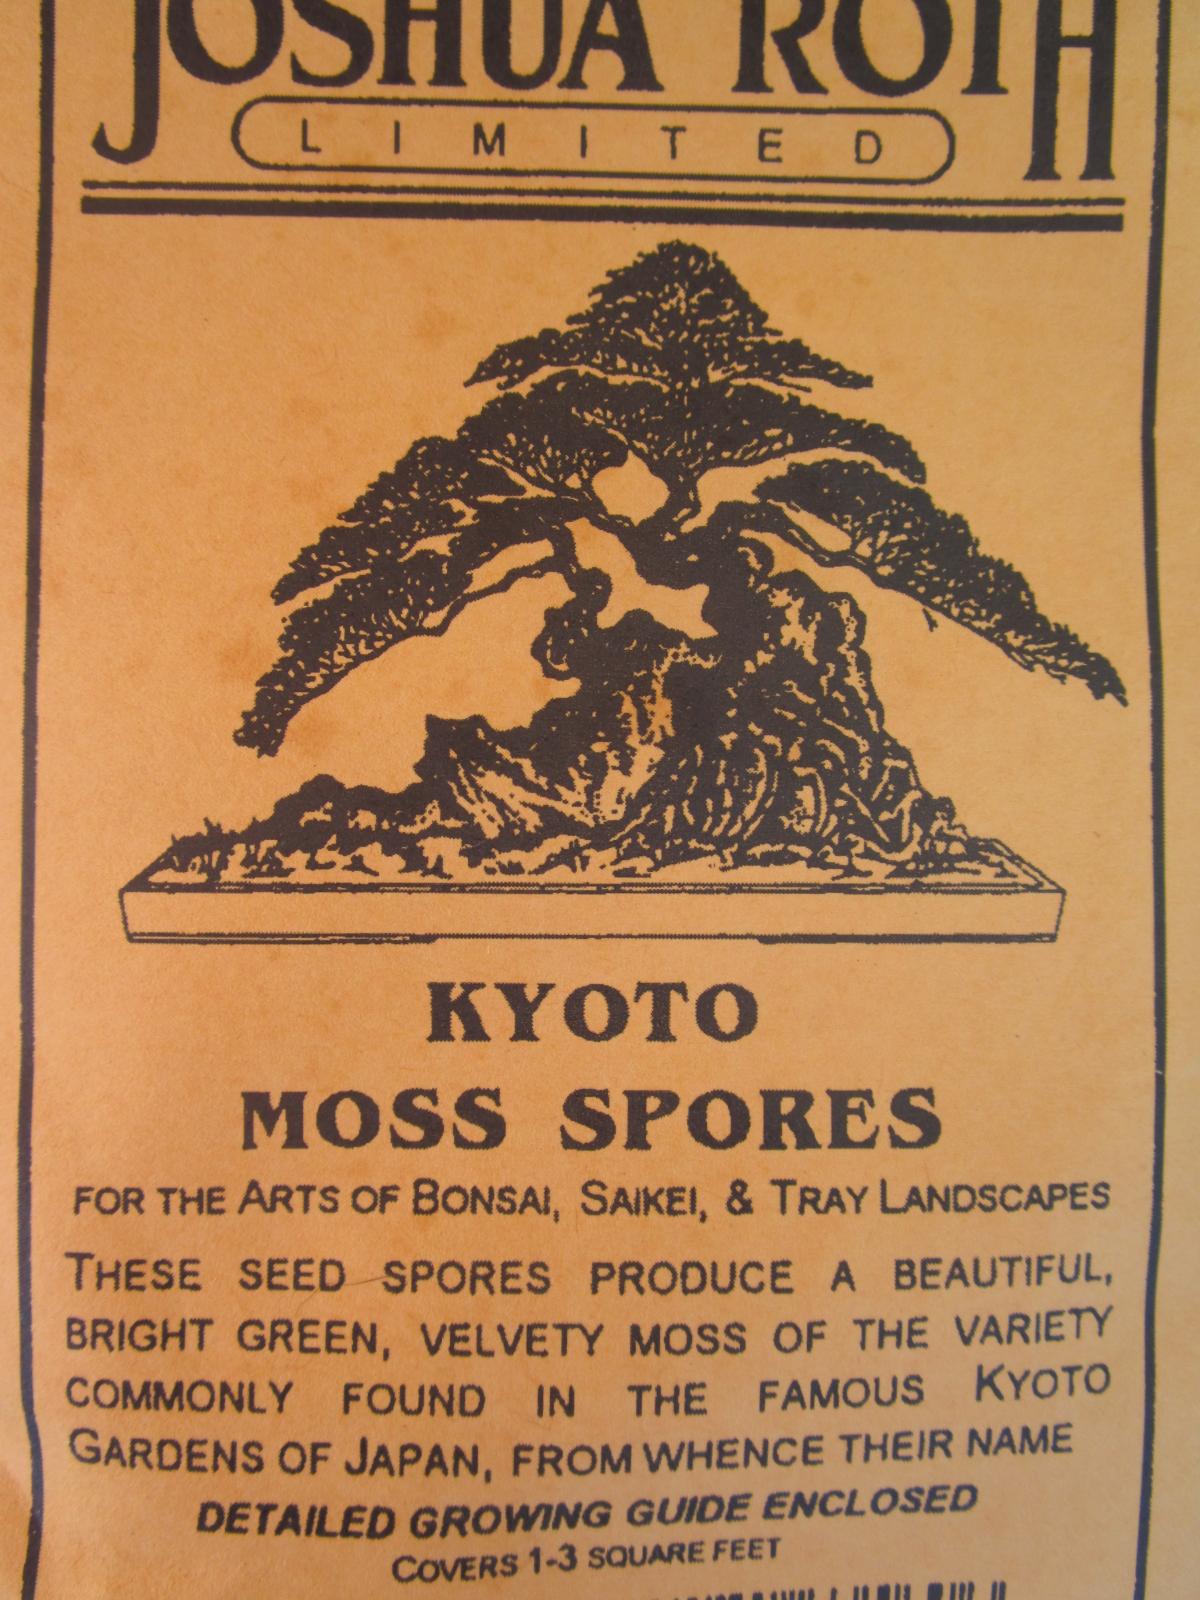 JOSHUA ROTH
LIMITED
KYOTO
MOSS SPORES
FOR THE ARTS OF BONSAI, SAIKEI, & TRAY LANDSCAPES
THESE SEED SPORES PRODUCE A BEAUTIFUL,
BRIGHT GREEN, VELVETY MOSS OF THE VARIETY
COMMONLY FOUND IN THE FAMOUS KYOTO
GARDENS OF JAPAN, FROM WHENCE THEIR NAME
DETAILED GROWING GUIDE ENCLOSED
COVERS 1-3 SQUARE FEET